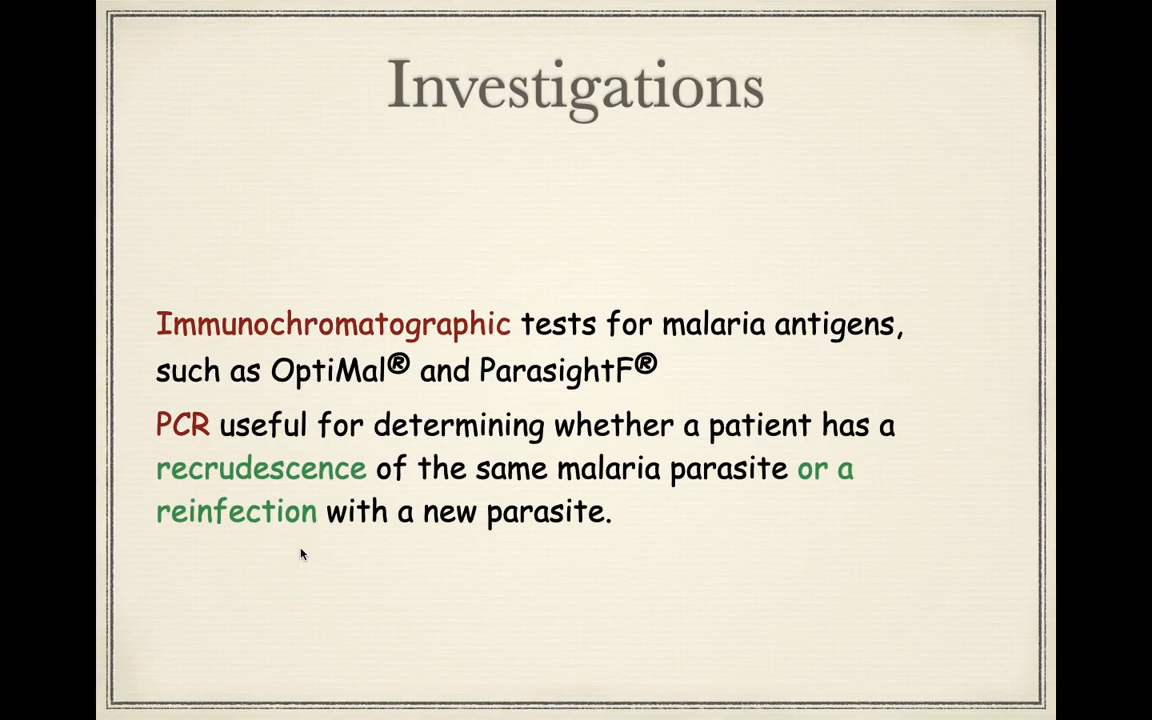 Investigations
Immunochromatographic tests for malaria antigens,
such as OptiMal® and ParasightF®
PCR useful for determining whether a patient has a
recrudescence of the same malaria parasite or a
reinfection with a new parasite.